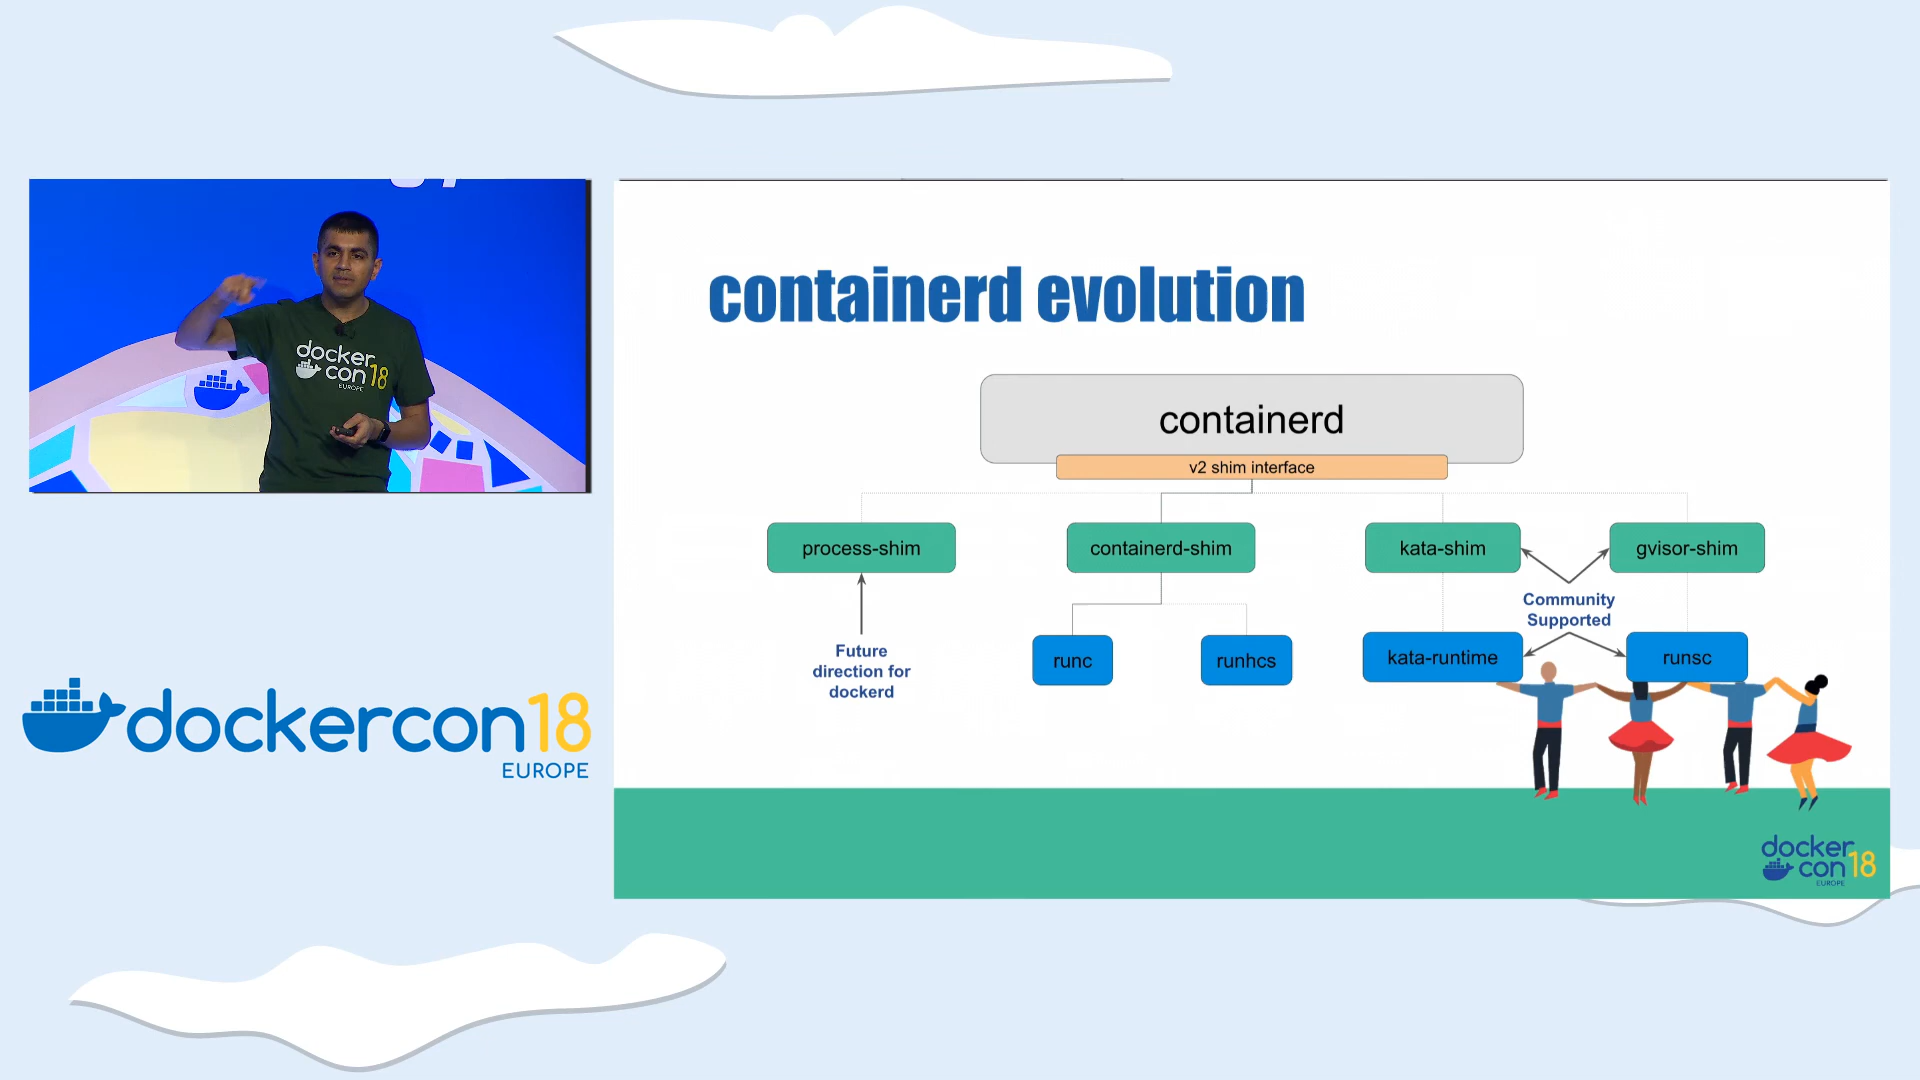 docker
con18
EUROPE
dockercon18
EUROPE
containerd evolution
containerd
v2 shim interface
process-shim
containerd-shim
kata-shim
gvisor-shim
Community
Supported
Future
direction for
dockerd
runc
runhcs
kata-runtime
runsc
docker
con18
EUROPE